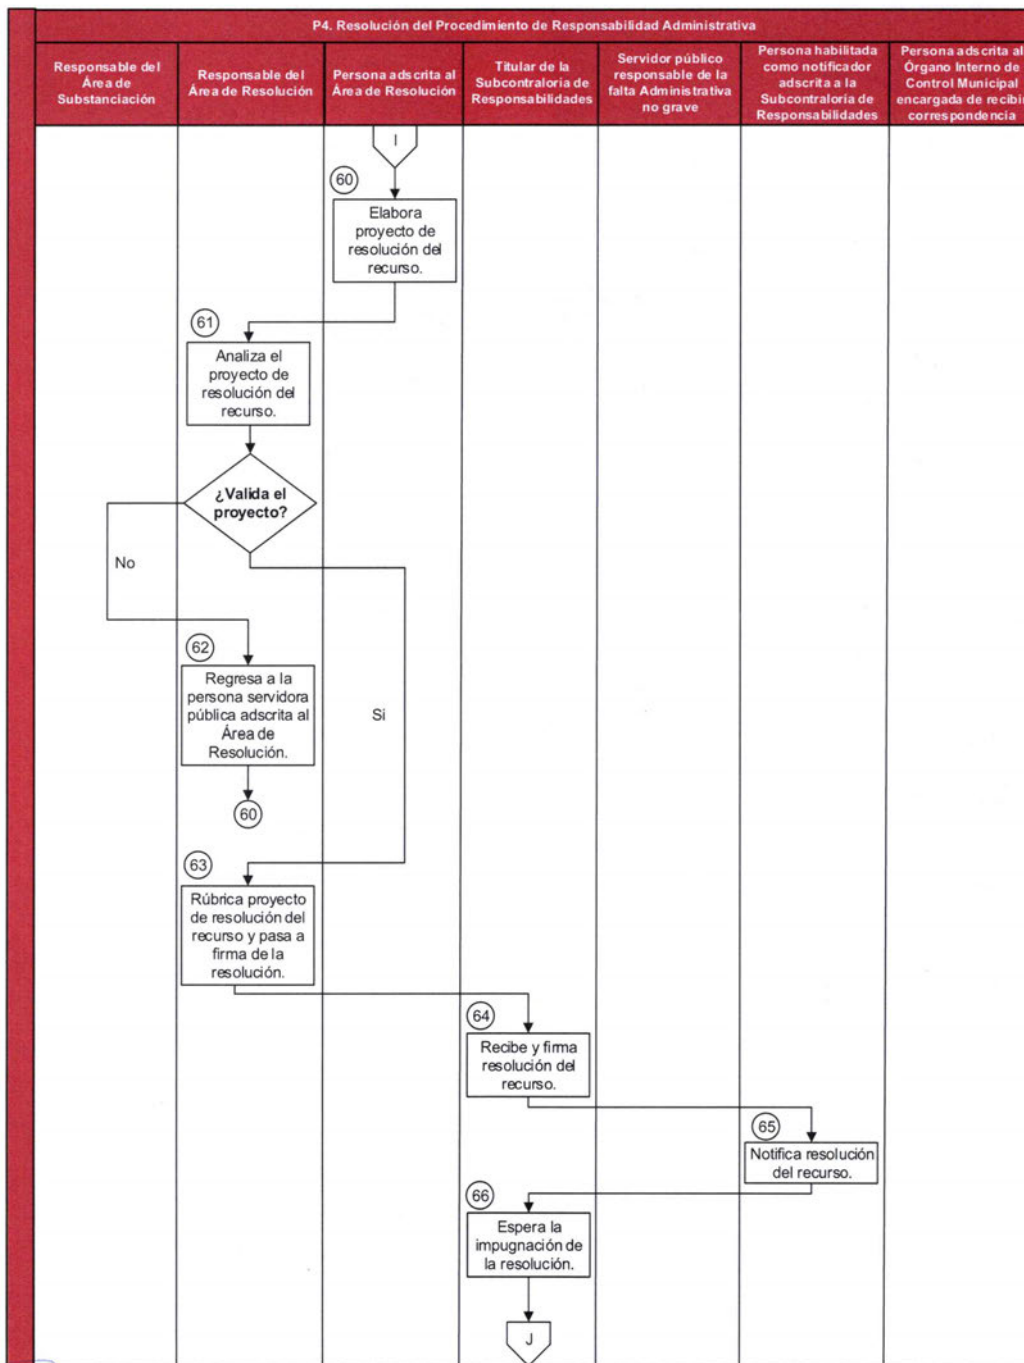 P4. Resolución del Procedimiento de Responsabilidad Administrativa
Responsable del
Área de
Substanciación
Responsable del
Área de Resolución
Persona adscrita al
Área de Resolución
Titular de la
Subcontraloría de
Responsabilidades
Servidor público
responsable de la
falta Administrativa
no grave
Persona habilitada
como notificador
adscrita a la
Subcontraloría de
Responsabilidades
Persona adscrita al
Órgano Interno de
Control Municipal
encargada de recibir
correspondencia
I
60
Elabora
proyecto de
resolución del
recurso.
61
Analiza el
proyecto de
resolución del
recurso.
¿Valida el
proyecto?
No
Si
62
Regresa a la
persona servidora
pública adscrita al
Área de
Resolución.
60
63
Rúbrica proyecto
de resolución del
recurso y pasa a
firma de la
resolución.
64
Recibe y firma
resolución del
recurso.
65
Notifica resolución
del recurso.
66
Espera la
impugnación de
la resolución.
J